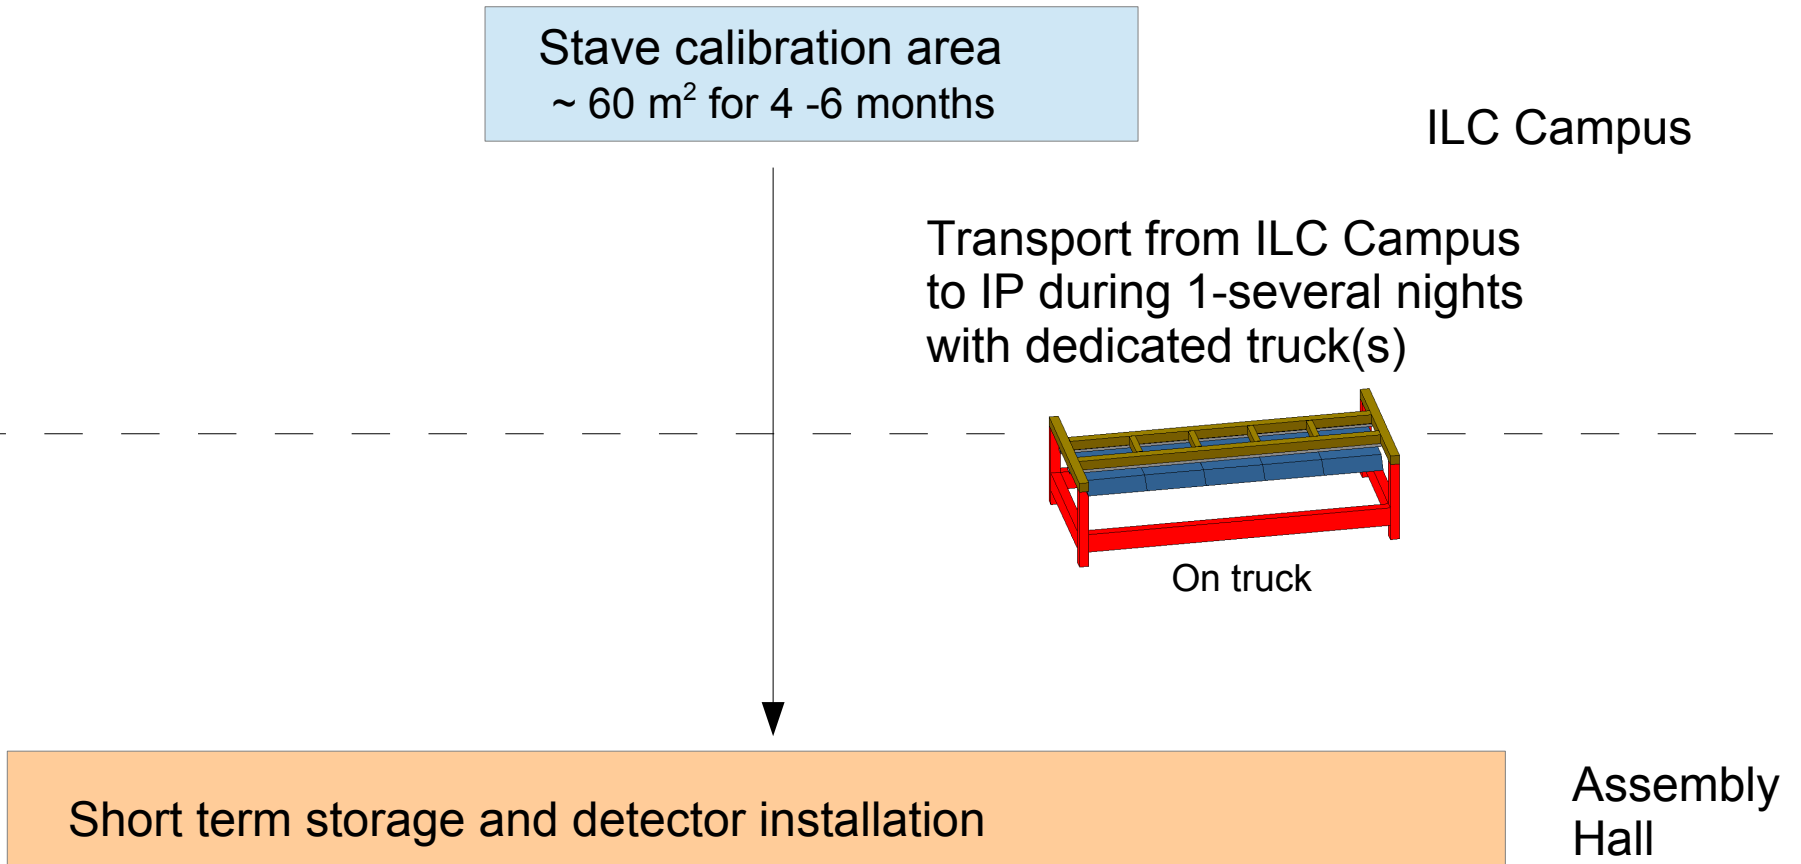 Stave calibration area
~ 60 m² for 4 -6 months
ILC Campus
Transport from ILC Campus
to IP during 1-several nights
with dedicated truck(s)
On truck
Short term storage and detector installation
Assembly
Hall